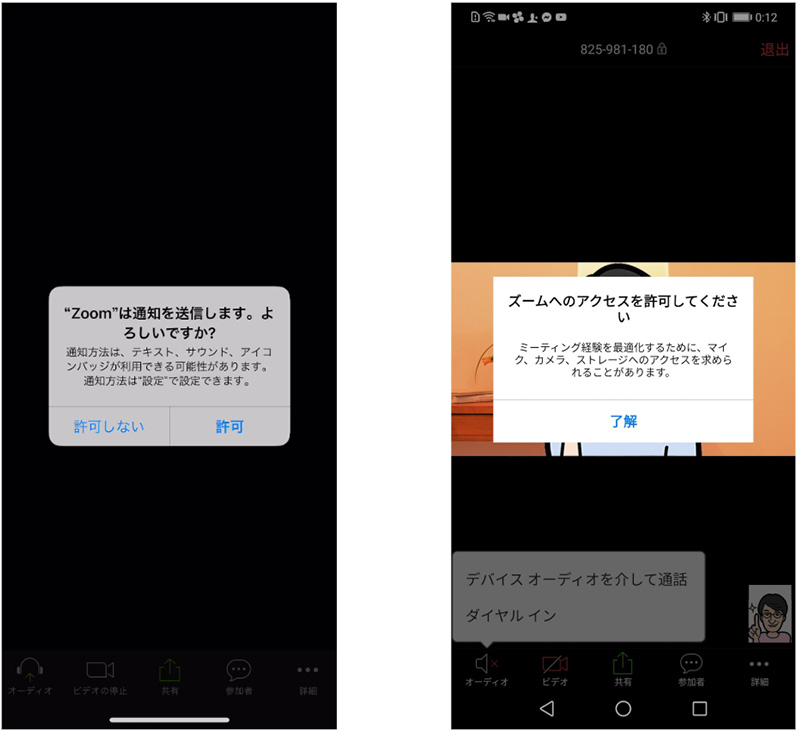 “Zoom”は通知を送信します。よ
ろしいですか?
通知方法は、テキスト、サウンド、アイコ
ンバッジが利用できる可能性があります。
通知方法は“設定”で設定できます。
許可しない
許可
オーディオ
ビデオの停止
共有
参加者
詳細
0:12
825-981-180
退出
ズームへのアクセスを許可してくださ
い
ミーティング経験を最適化するために、マイ
ク、カメラ、ストレージへのアクセスを求めら
れることがあります。
了解
デバイス オーディオを介して通話
ダイヤル イン
オーディオ
ビデオ
共有
参加者
詳細